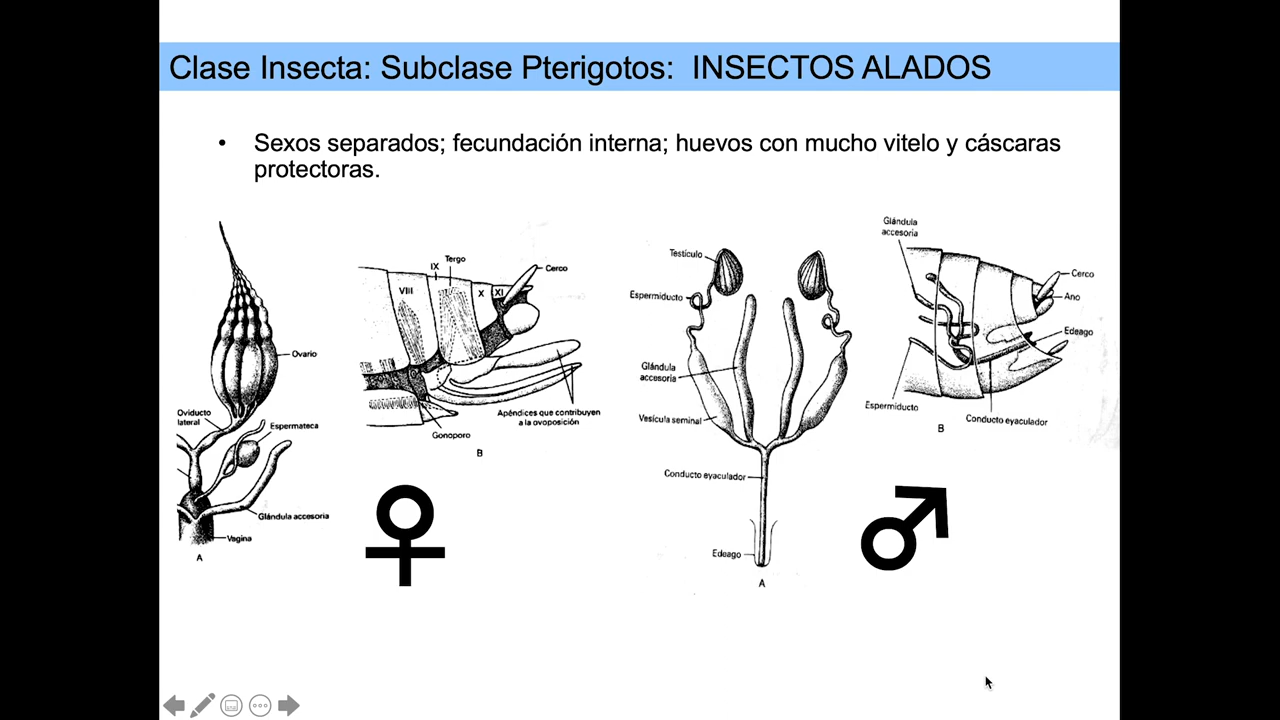 Clase Insecta: Subclase Pterigotos: INSECTOS ALADOS
• Sexos separados; fecundación interna; huevos con mucho vitelo y cáscaras
protectoras.
Ovario
Oviducto
lateral
Espermateca
Glándula accesoria
Vagina
A
IX
Tergo
Cerco
VIII
X
XI
Apéndices que contribuyen
a la ovoposición
Gonoporo
B
Testículo
Espermiducto
Glándula
accesoria
Vesícula seminal
Conducto eyaculador
Edeago
A
Glándula
accesoria
Cerco
Ano
Edeago
Espermiducto
Conducto eyaculador
B